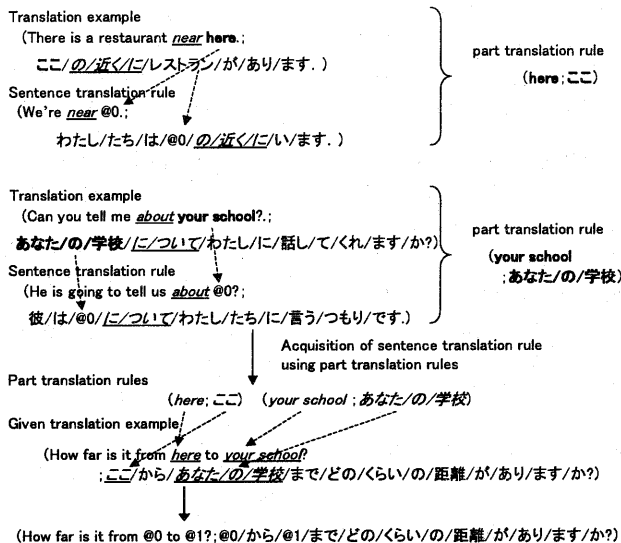 Translation example
(There is a restaurant near here.;
ここ/の/近く/に/レストラン/が/あり/ます. )
Sentence translation rule
(We're near @0.;
わたし/たち/は/@0/の/近く/に/い/ます. )
part translation rule
(here;ここ)
Translation example
(Can you tell me about your school?.;
あなた/の/学校/に/ついて/わたし/に/話し/て/くれ/ます/か?)
Sentence translation rule
(He is going to tell us about @0?;
彼/は/@0/に/ついて/わたし/たち/に/言う/つもり/です.)
part translation rule
(your school
;あなた/の/学校)
Acquisition of sentence translation rule
using part translation rules
Part translation rules
(here; ここ) (your school ;あなた/の/学校)
Given translation example
(How far is it from here to your school?
;ここ/から/あなた/の/学校/まで/どの/くらい/の/距離/が/あり/ます/か?)
(How far is it from @0 to @1?;@0/から/@1/まで/どの/くらい/の/距離/が/あり/ます/か?)